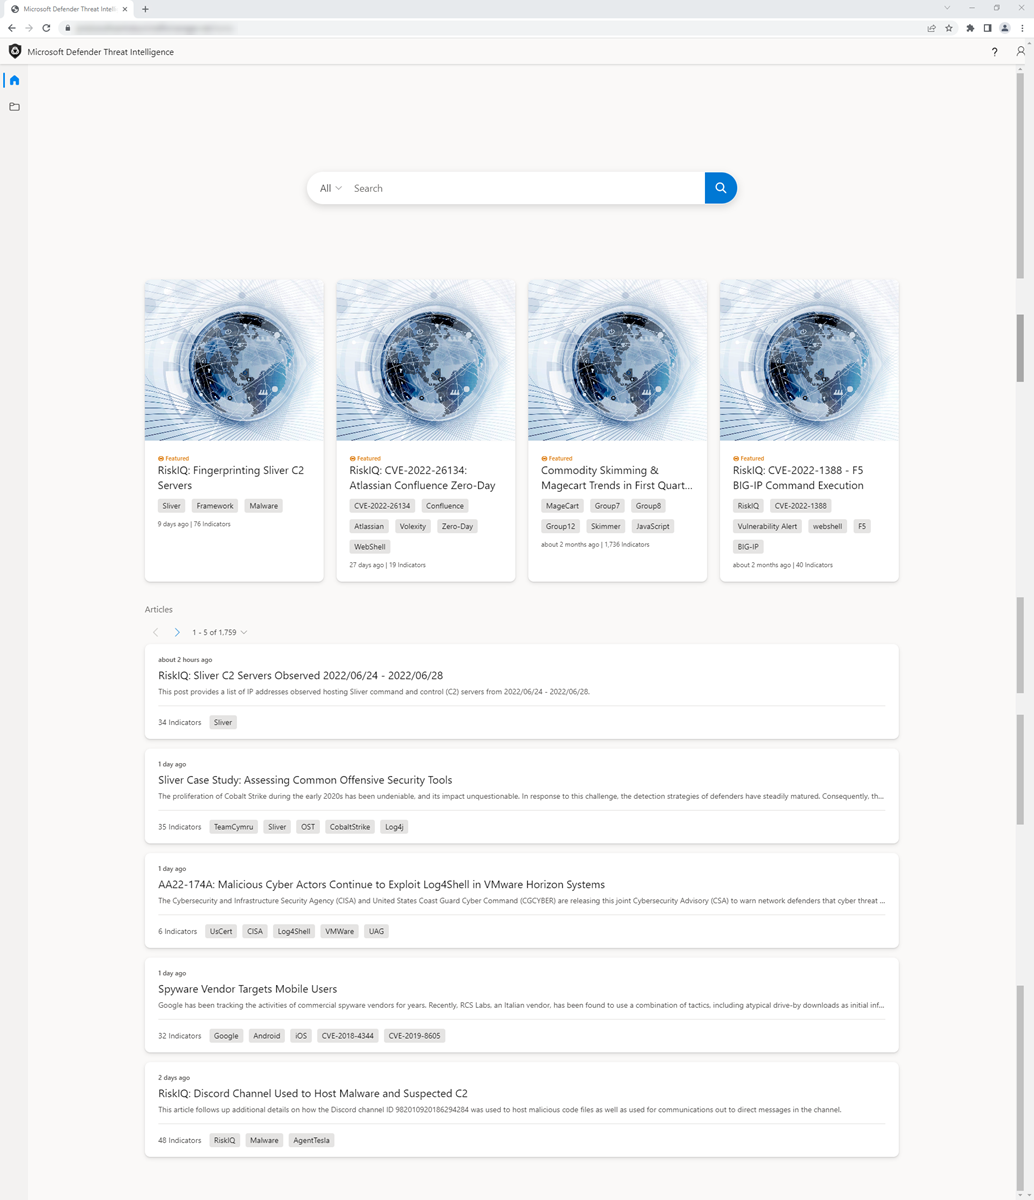 Microsoft Defender Threat Intelli
Microsoft Defender Threat Intelligence
?
All
Search
Featured
RiskIQ: Fingerprinting Sliver C2
Servers
Sliver
Framework
Malware
9 days ago | 76 Indicators
Featured
RiskIQ: CVE-2022-26134:
Atlassian Confluence Zero-Day
CVE-2022-26134
Confluence
Atlassian
Volexity
Zero-Day
WebShell
27 days ago | 19 Indicators
Featured
Commodity Skimming &
Magecart Trends in First Quart...
MageCart
Group7
Group8
Group12
Skimmer
JavaScript
about 2 months ago | 1,736 Indicators
Featured
RiskIQ: CVE-2022-1388 - F5
BIG-IP Command Execution
RiskIQ
CVE-2022-1388
Vulnerability Alert
webshell
F5
BIG-IP
about 2 months ago | 40 Indicators
Articles
1 - 5 of 1,759
about 2 hours ago
RiskIQ: Sliver C2 Servers Observed 2022/06/24 - 2022/06/28
This post provides a list of IP addresses observed hosting Sliver command and control (C2) servers from 2022/06/24 - 2022/06/28.
34 Indicators
Sliver
1 day ago
Sliver Case Study: Assessing Common Offensive Security Tools
The proliferation of Cobalt Strike during the early 2020s has been undeniable, and its impact unquestionable. In response to this challenge, the detection strategies of defenders have steadily matured. Consequently, th...
35 Indicators
TeamCymru
Sliver
OST
CobaltStrike
Log4j
1 day ago
AA22-174A: Malicious Cyber Actors Continue to Exploit Log4Shell in VMware Horizon Systems
The Cybersecurity and Infrastructure Security Agency (CISA) and United States Coast Guard Cyber Command (CGCYBER) are releasing this joint Cybersecurity Advisory (CSA) to warn network defenders that cyber threat ...
6 Indicators
UsCert
CISA
Log4Shell
VMWare
UAG
1 day ago
Spyware Vendor Targets Mobile Users
Google has been tracking the activities of commercial spyware vendors for years. Recently, RCS Labs, an Italian vendor, has been found to use a combination of tactics, including atypical drive-by downloads as initial inf...
32 Indicators
Google
Android
iOS
CVE-2018-4344
CVE-2019-8605
2 days ago
RiskIQ: Discord Channel Used to Host Malware and Suspected C2
This article follows up additional details on how the Discord channel ID 982010920186294284 was used to host malicious code files as well as used for communications out to direct messages in the channel.
48 Indicators
RiskIQ
Malware
AgentTesla